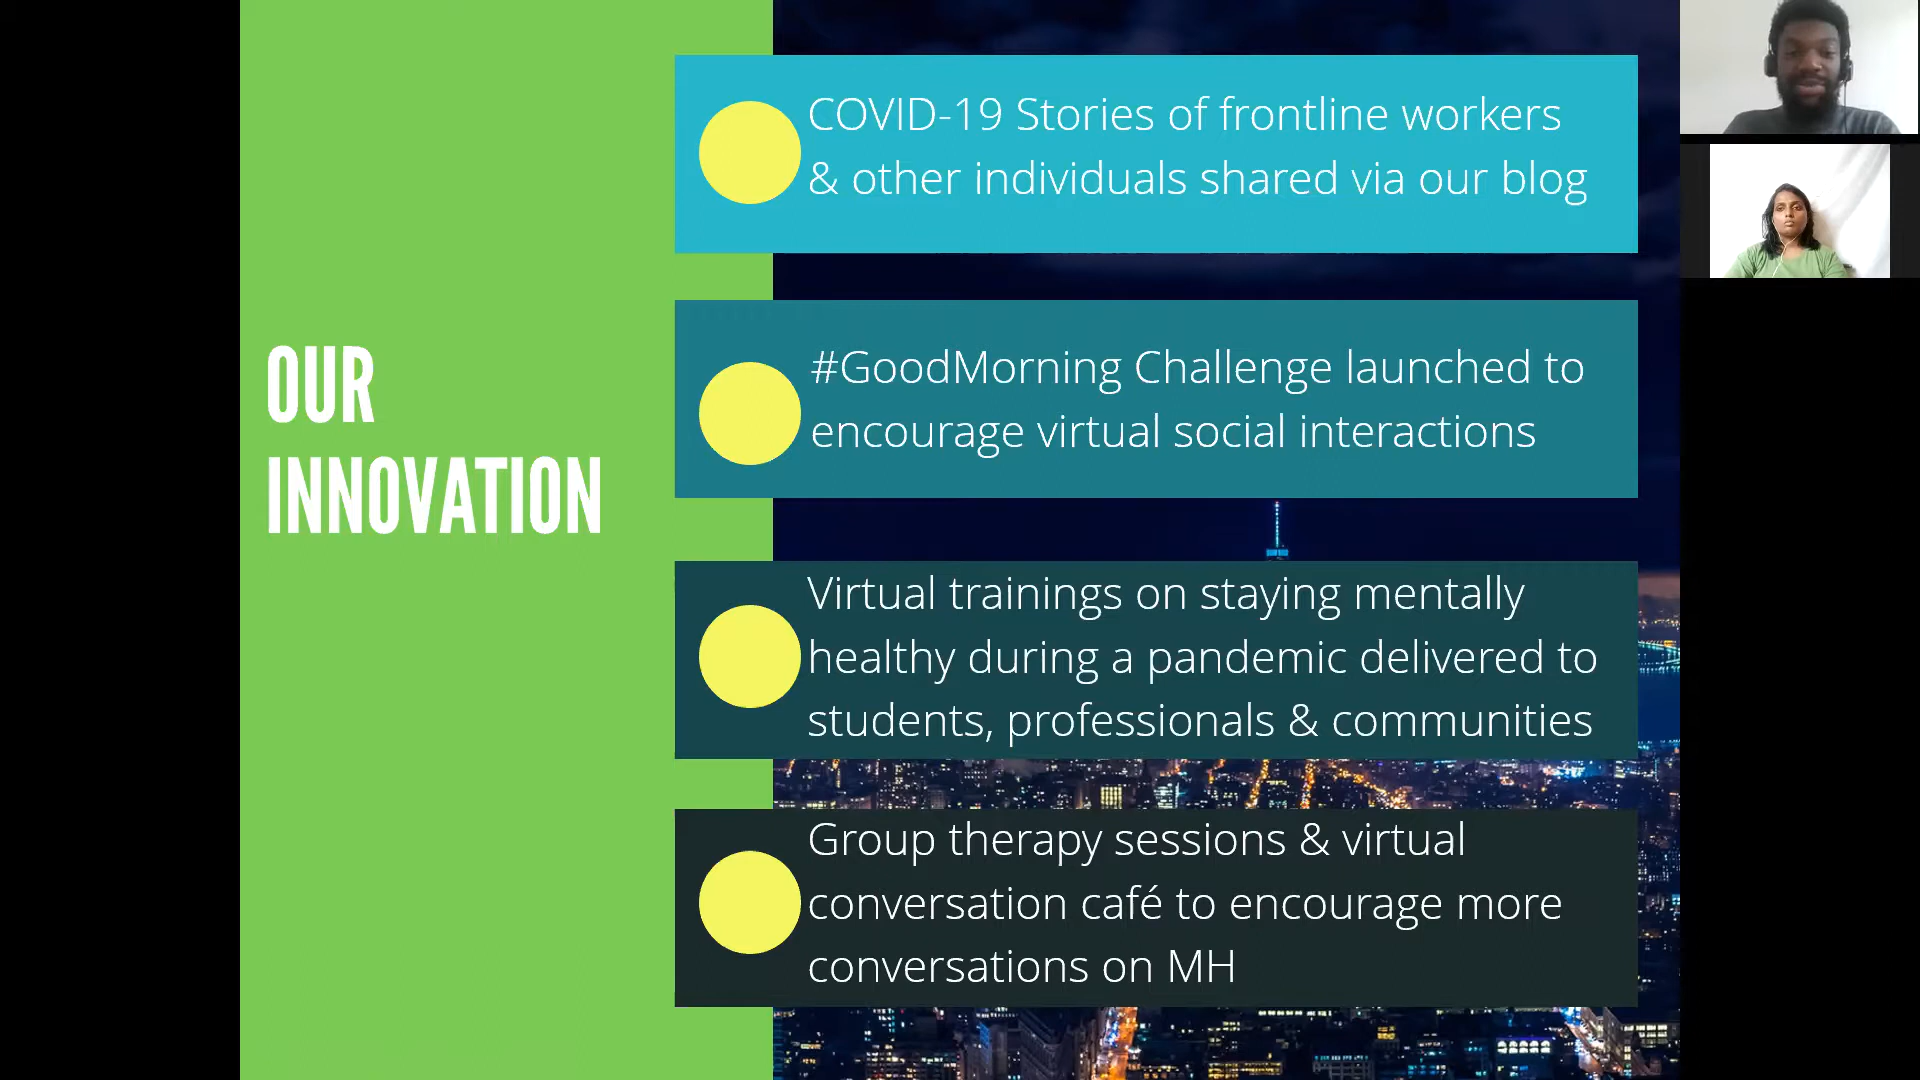 OUR
INNOVATION
COVID-19 Stories of frontline workers
& other individuals shared via our blog
#GoodMorning Challenge launched to
encourage virtual social interactions
Virtual trainings on staying mentally
healthy during a pandemic delivered to
students, professionals & communities
Group therapy sessions & virtual
conversation café to encourage more
conversations on MH